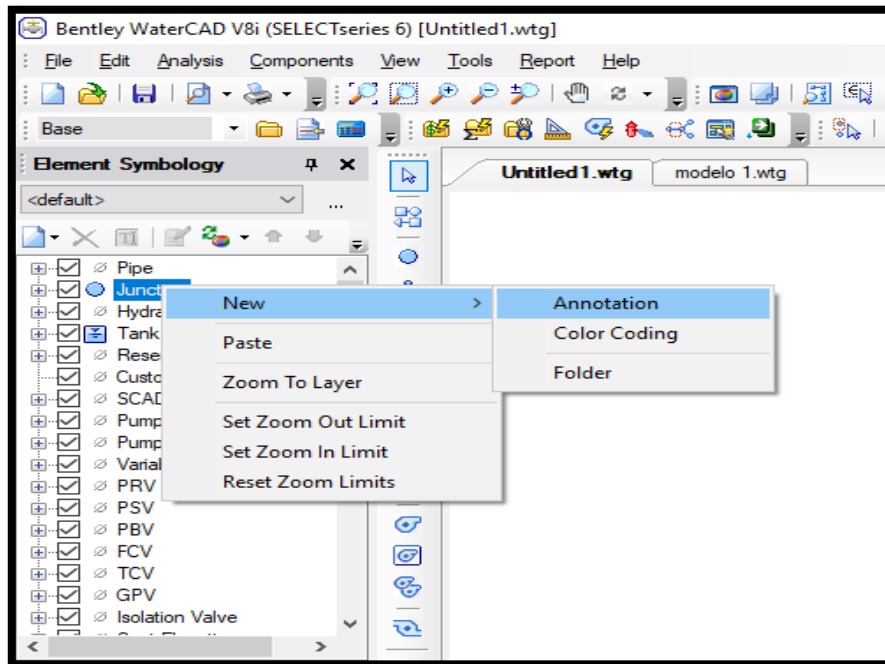 Bentley WaterCAD V8i (SELECTseries 6) [Untitled1.wtg]
File Edit Analysis Components View Tools Report Help
Base
Element Symbology
Untitled1.wtg modelo 1.wtg
<default>
...
Pipe
Junct
New > Annotation
Hydra
Color Coding
Tank
Paste
Rese
Folder
Custo
Zoom To Layer
SCAD
Pump
Set Zoom Out Limit
Pump
Set Zoom In Limit
Varial
PRV
Reset Zoom Limits
PSV
PBV
FCV
TCV
GPV
Isolation Valve